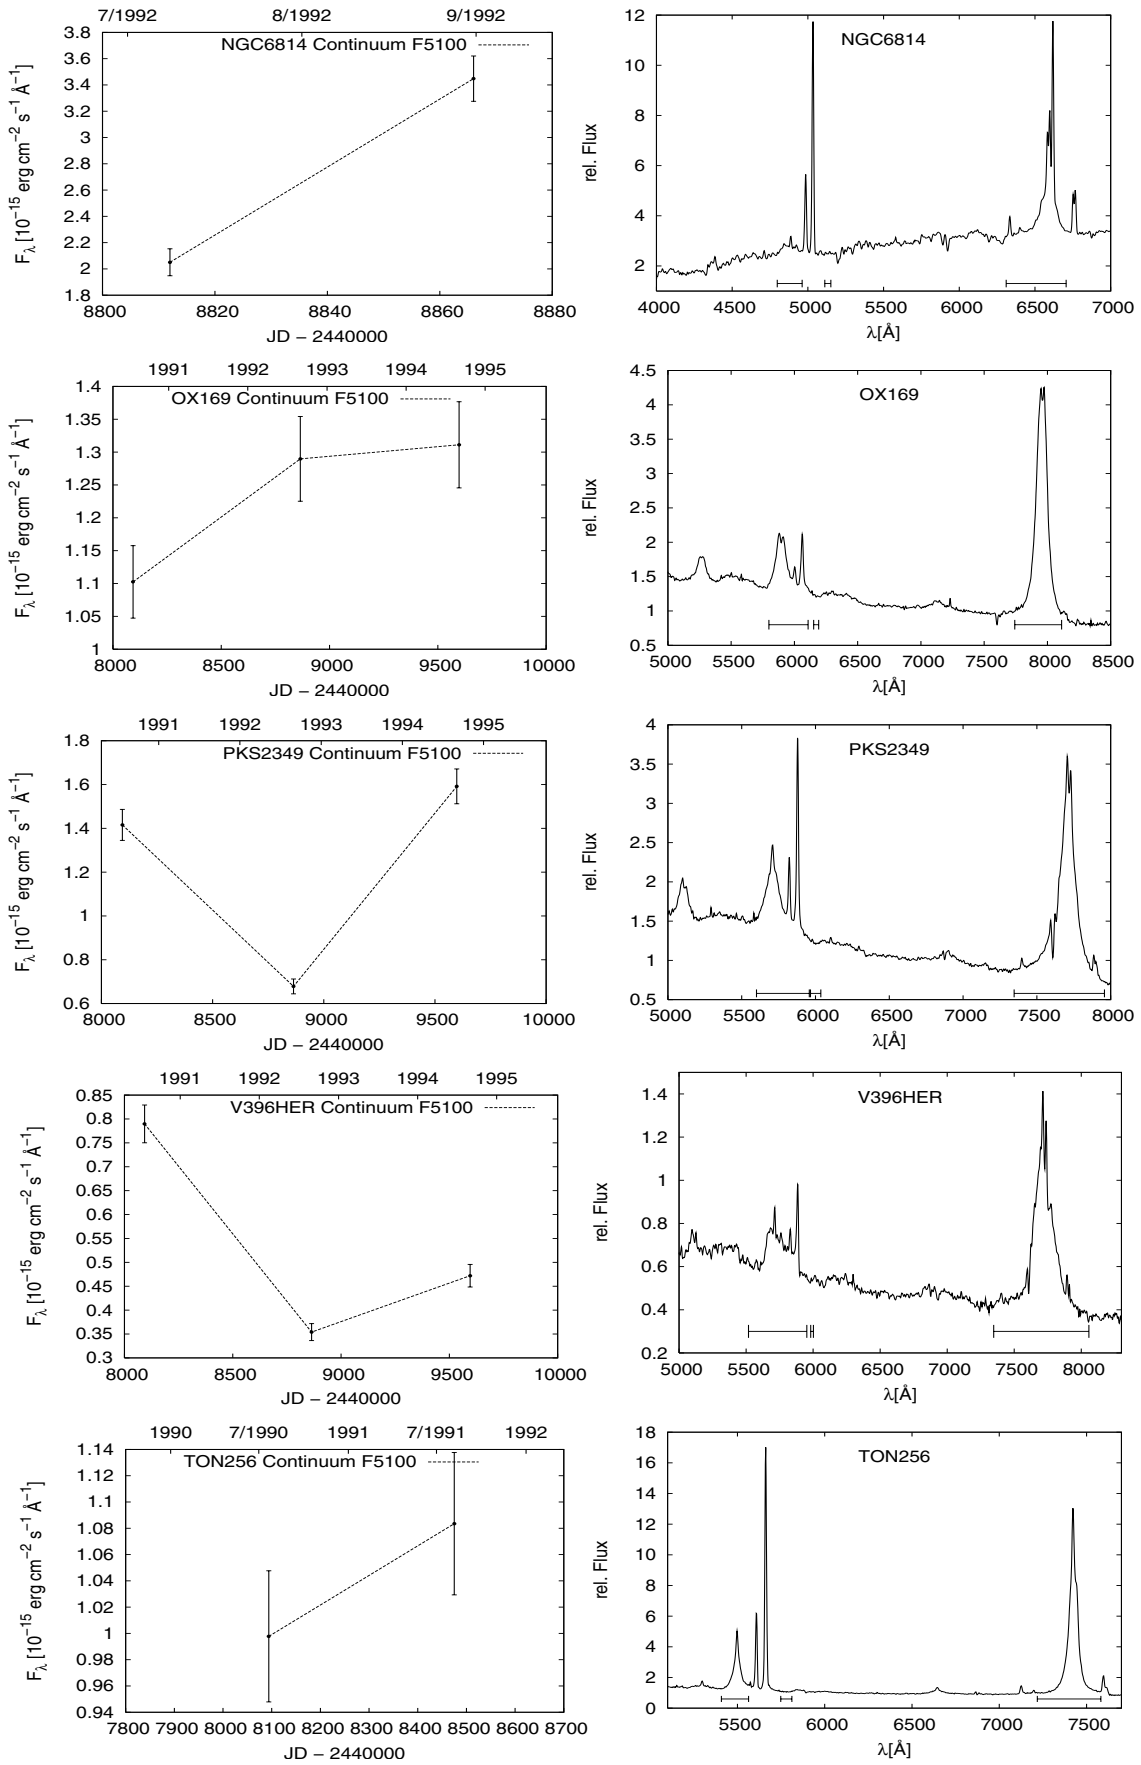 7/1992 8/1992 9/1992
NGC6814 Continuum F5100
3.8
3.6
3.4
3.2
3
2.8
2.6
2.4
2.2
2
1.8
Fλ [10−15 erg cm−2 s−1 Å−1]
8800 8820 8840 8860 8880
JD − 2440000
NGC6814
12
10
8
6
4
2
rel. Flux
4000 4500 5000 5500 6000 6500 7000
λ[Å]
1991 1992 1993 1994 1995
OX169 Continuum F5100
1.4
1.35
1.3
1.25
1.2
1.15
1.1
1.05
1
Fλ [10−15 erg cm−2 s−1 Å−1]
8000 8500 9000 9500 10000
JD − 2440000
OX169
4.5
4
3.5
3
2.5
2
1.5
1
0.5
rel. Flux
5000 5500 6000 6500 7000 7500 8000 8500
λ[Å]
1991 1992 1993 1994 1995
PKS2349 Continuum F5100
1.8
1.6
1.4
1.2
1
0.8
0.6
Fλ [10−15 erg cm−2 s−1 Å−1]
8000 8500 9000 9500 10000
JD − 2440000
PKS2349
4
3.5
3
2.5
2
1.5
1
0.5
rel. Flux
5000 5500 6000 6500 7000 7500 8000
λ[Å]
1991 1992 1993 1994 1995
V396HER Continuum F5100
0.85
0.8
0.75
0.7
0.65
0.6
0.55
0.5
0.45
0.4
0.35
0.3
Fλ [10−15 erg cm−2 s−1 Å−1]
8000 8500 9000 9500 10000
JD − 2440000
V396HER
1.4
1.2
1
0.8
0.6
0.4
0.2
rel. Flux
5000 5500 6000 6500 7000 7500 8000
λ[Å]
1990 7/1990 1991 7/1991 1992
TON256 Continuum F5100
1.14
1.12
1.1
1.08
1.06
1.04
1.02
1
0.98
0.96
0.94
Fλ [10−15 erg cm−2 s−1 Å−1]
7800 7900 8000 8100 8200 8300 8400 8500 8600 8700
JD − 2440000
TON256
18
16
14
12
10
8
6
4
2
0
rel. Flux
5500 6000 6500 7000 7500
λ[Å]